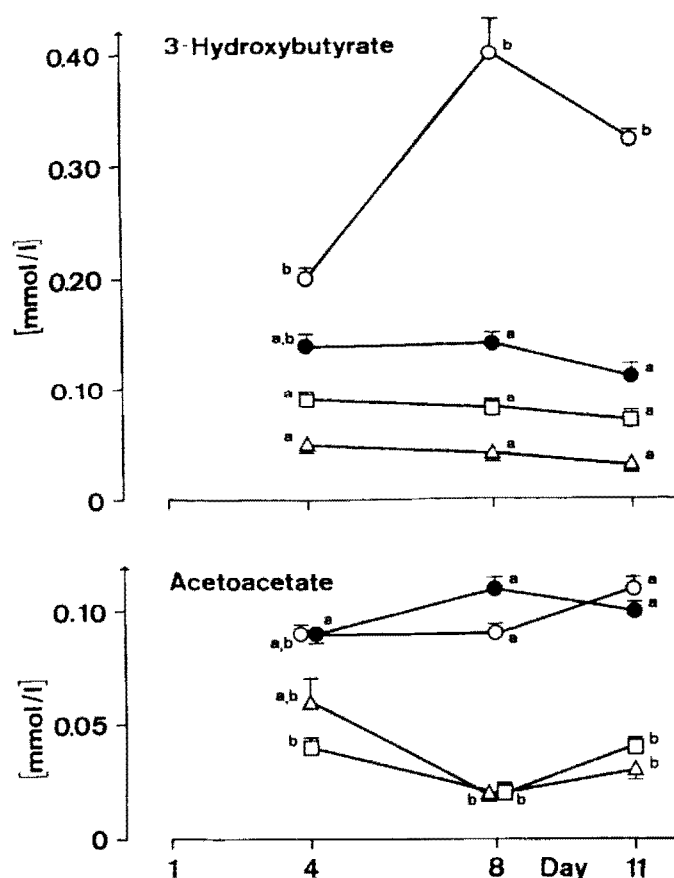 3-Hydroxybutyrate
0.40
b
b
0.30
[mmol/l]
0.20
b
a,b
a
a
0.10
a
a
a
a
a
a
0
Acetoacetate
a
a
0.10
a
a
a,b
a
[mmol/l]
a,b
0.05
b
b
b
b
b
0
1
4
8
Day
11